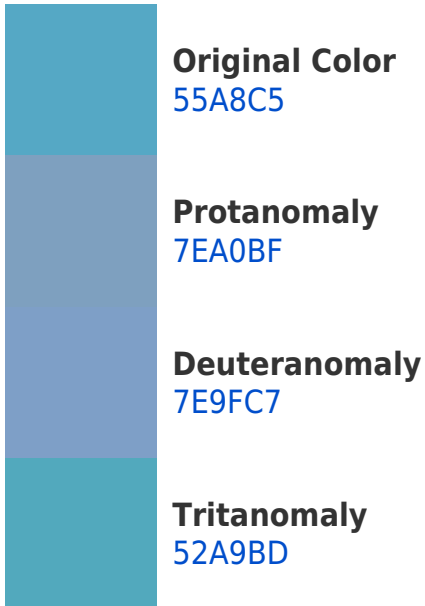 Original Color
55A8C5
Protanomaly
7EA0BF
Deuteranomaly
7E9FC7
Tritanomaly
52A9BD